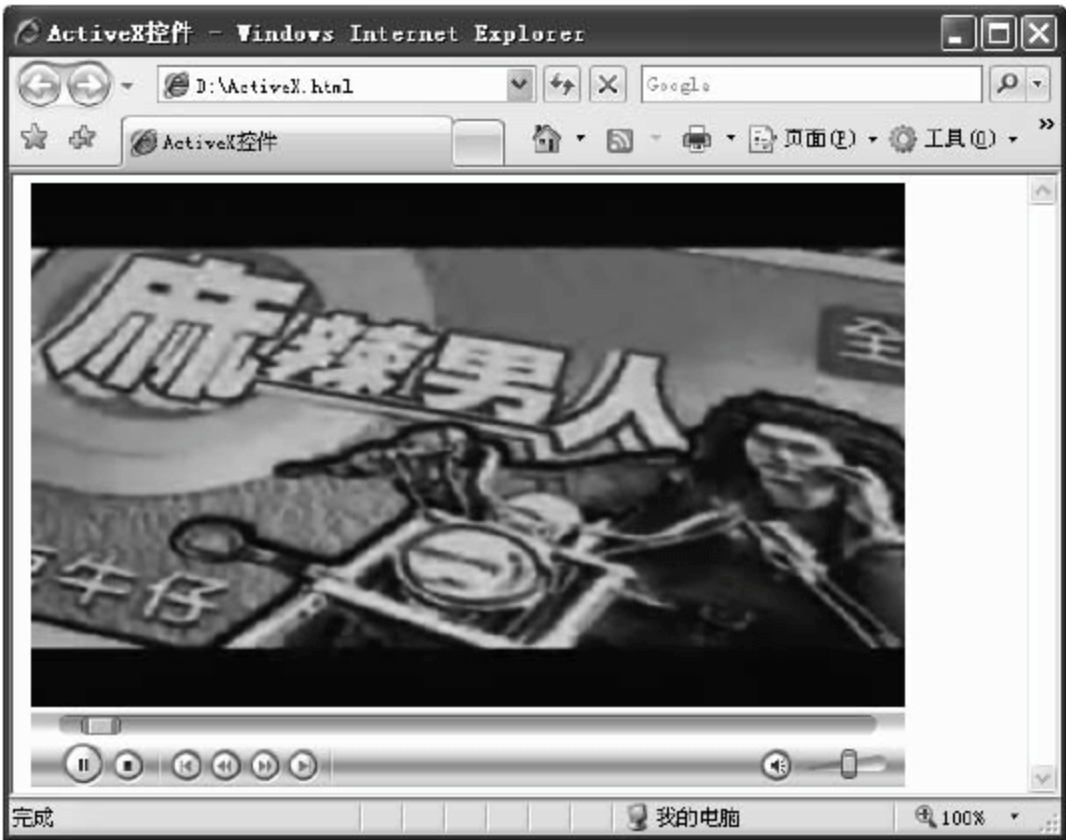 ActiveX控件 - Windows Internet Explorer
D:\ActiveX.html
Google
ActiveX控件
页面(P)
工具(O)
»
麻辣男人
全
牛仔
完成
我的电脑
100%